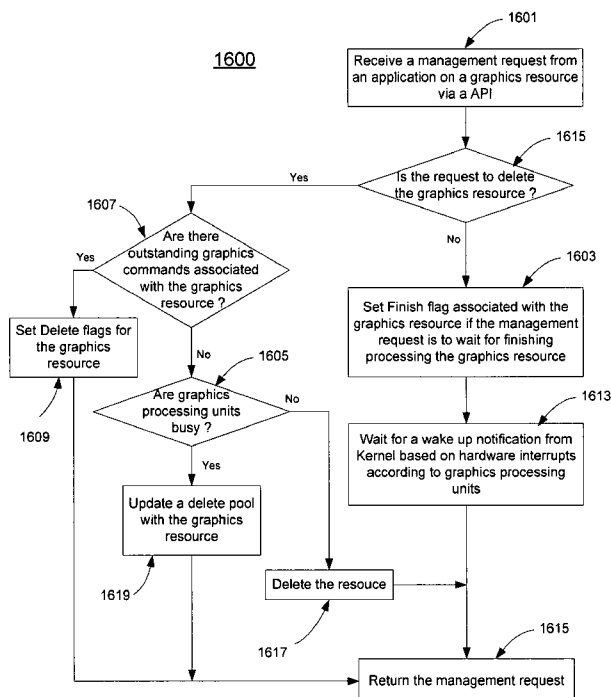 1600
1601
Receive a management request from
an application on a graphics resource
via a API
1615
Is the request to delete
the graphics resource ?
Yes
No
1607
Are there
outstanding graphics
commands associated
with the graphics
resource ?
Yes
No
1603
Set Finish flag associated with the
graphics resource if the management
request is to wait for finishing
processing the graphics resource
Set Delete flags for
the graphics
resource
1609
1605
Are graphics
processing units
busy ?
No
Yes
1613
Wait for a wake up notification from
Kernel based on hardware interrupts
according to graphics processing
units
Update a delete pool
with the graphics
resource
1619
Delete the resouce
1617
1615
Return the management request